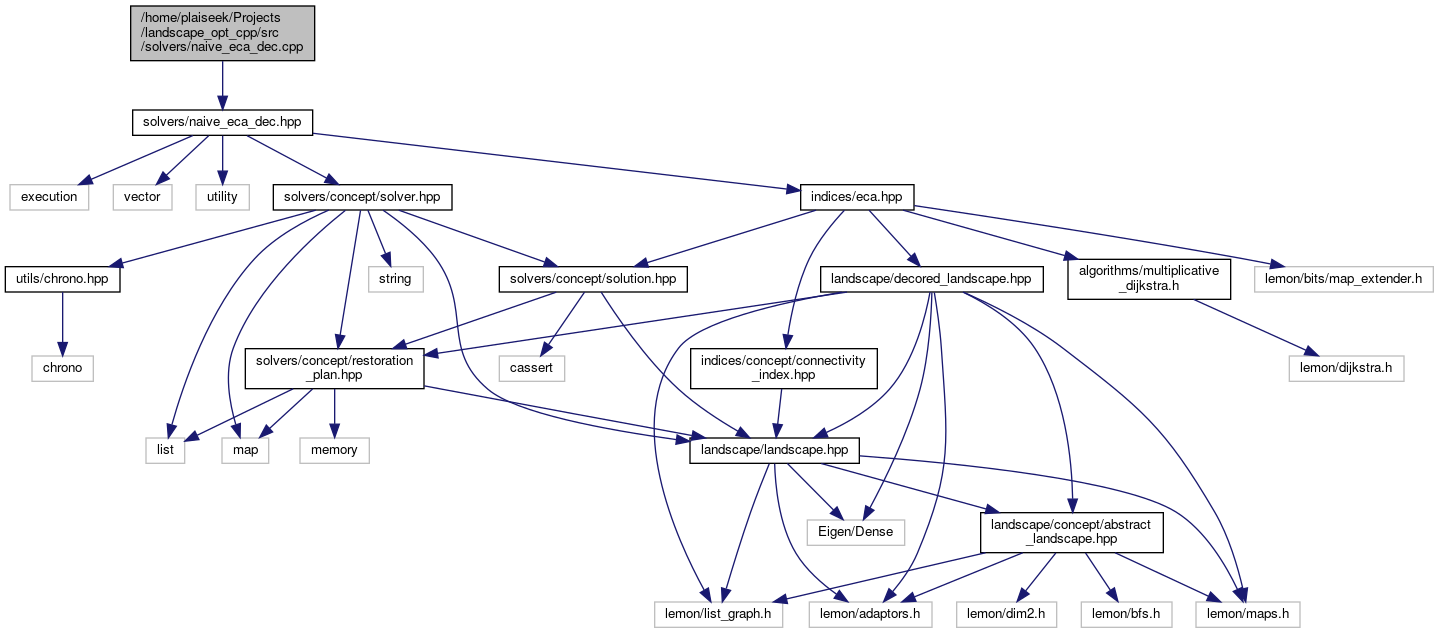 /home/plaiseek/Projects
/landscape_opt_cpp/src
/solvers/naive_eca_dec.cpp
solvers/naive_eca_dec.hpp
execution
vector
utility
solvers/concept/solver.hpp
indices/eca.hpp
utils/chrono.hpp
string
solvers/concept/solution.hpp
landscape/decored_landscape.hpp
algorithms/multiplicative
_dijkstra.h
lemon/bits/map_extender.h
chrono
solvers/concept/restoration
_plan.hpp
cassert
indices/concept/connectivity
_index.hpp
lemon/dijkstra.h
list
map
memory
landscape/landscape.hpp
Eigen/Dense
landscape/concept/abstract
_landscape.hpp
lemon/list_graph.h
lemon/adaptors.h
lemon/dim2.h
lemon/bfs.h
lemon/maps.h